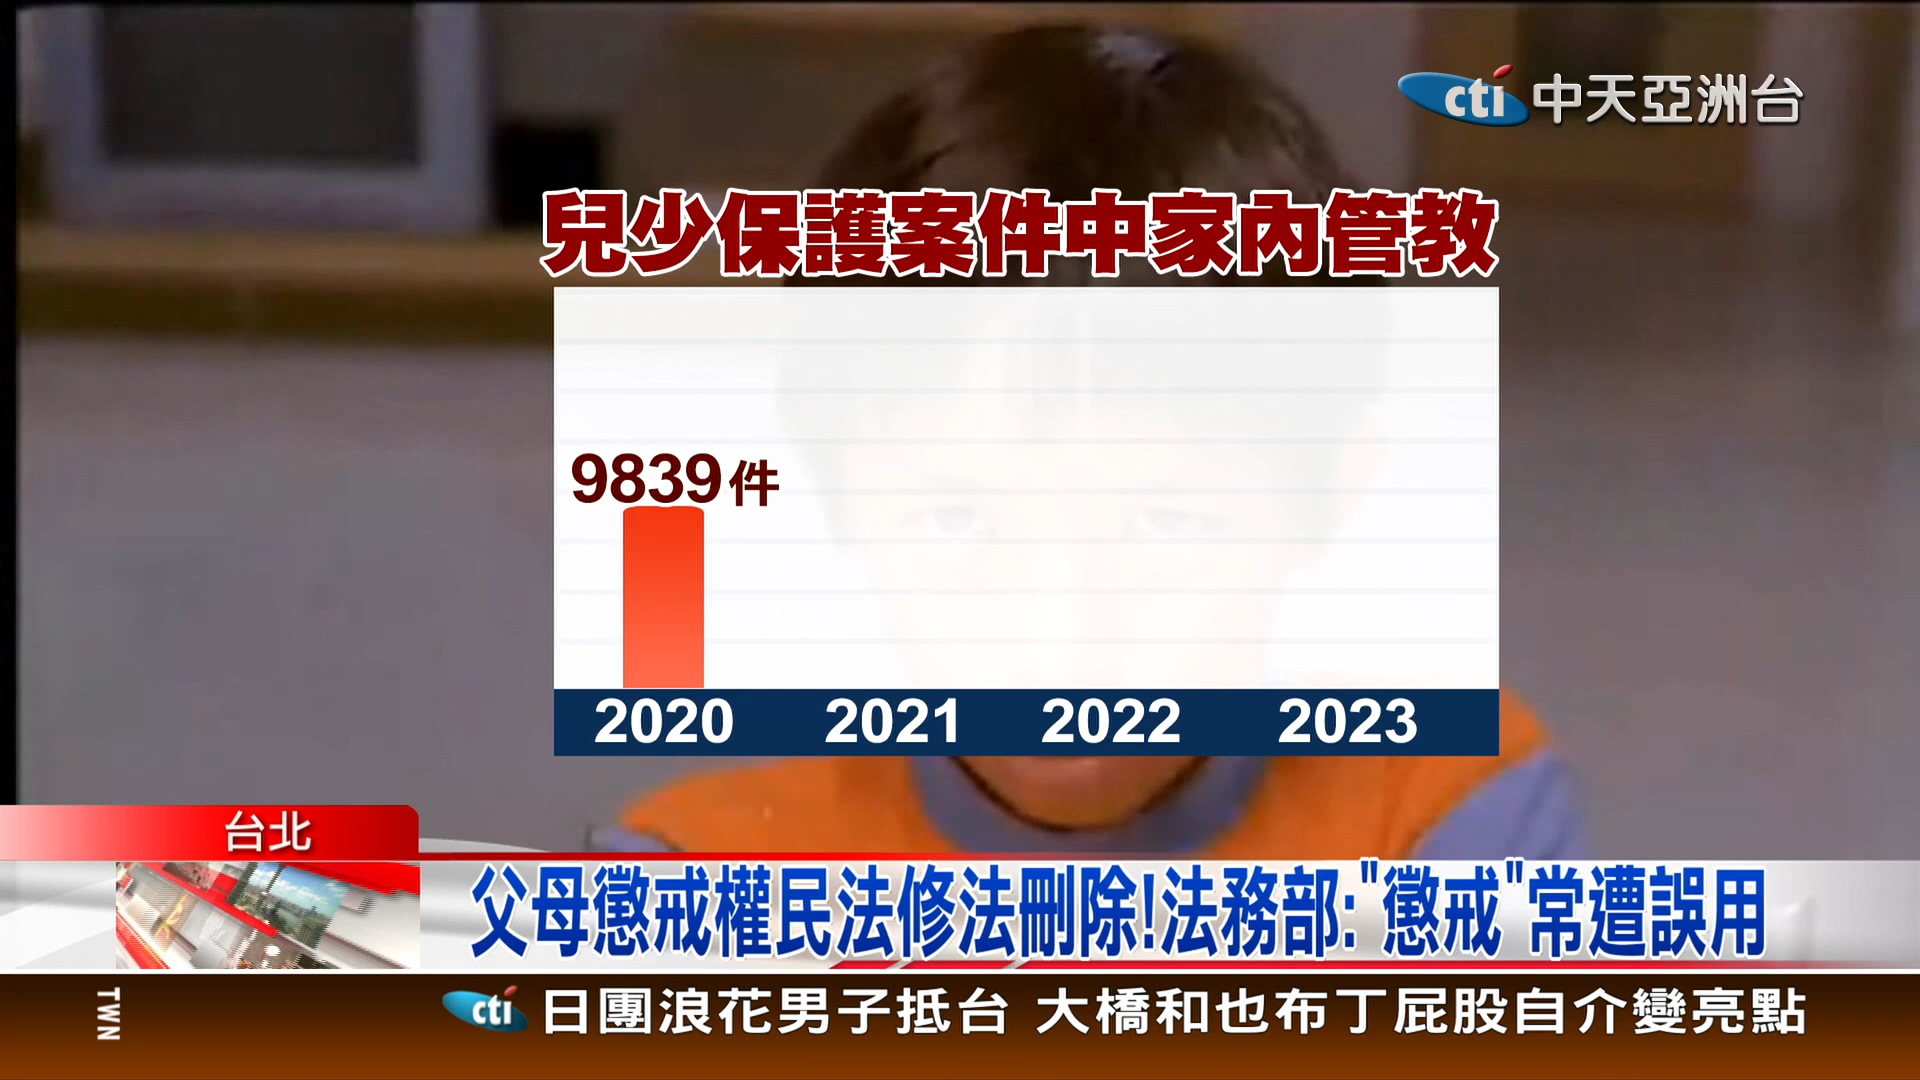 cti 中天亞洲台
兒少保護案件中家內管教
9839件
2020 2021 2022 2023
台北
父母懲戒權民法修法刪除!法務部:"懲戒"常遭誤用
TWN
cti 日團浪花男子抵台 大橋和也布丁屁股自介變亮點